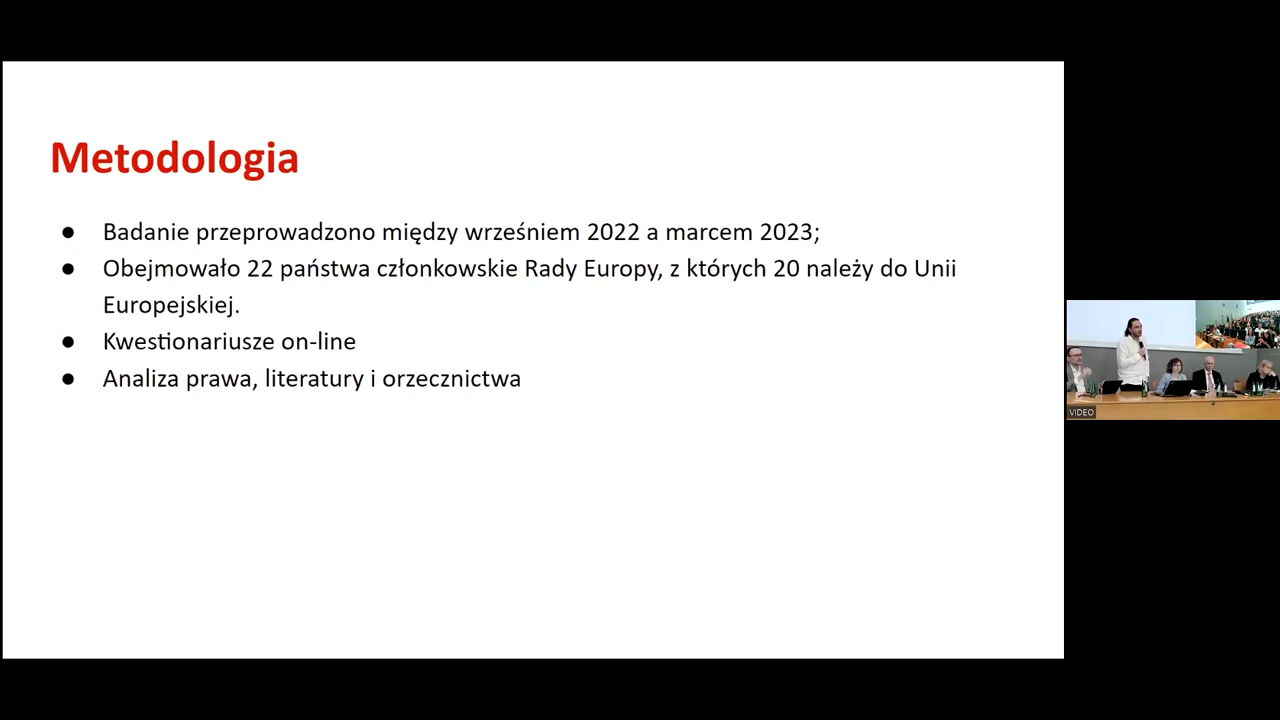 Metodologia
● Badanie przeprowadzono między wrześniem 2022 a marcem 2023;
● Obejmowało 22 państwa członkowskie Rady Europy, z których 20 należy do Unii
Europejskiej.
● Kwestionariusze on-line
● Analiza prawa, literatury i orzecznictwa
VIDEO